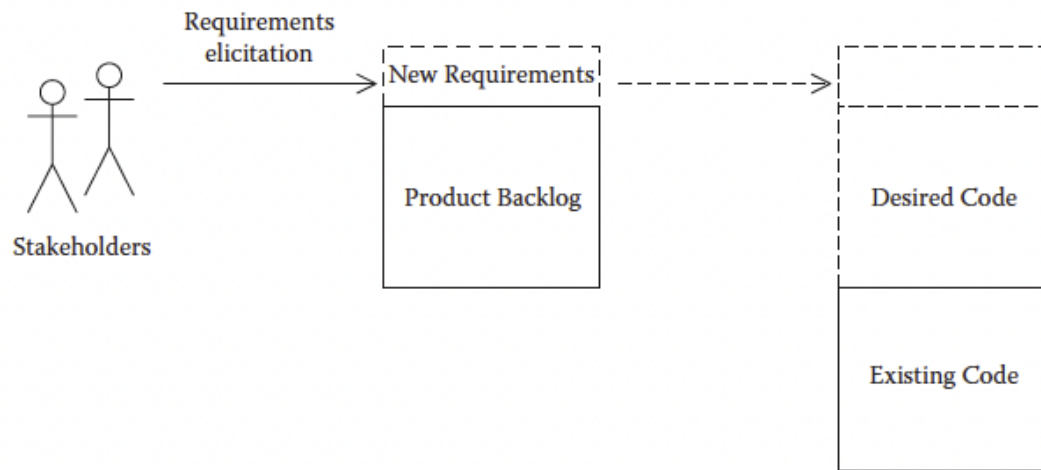 Requirements
elicitation
New Requirements
Product Backlog
Desired Code
Stakeholders
Existing Code